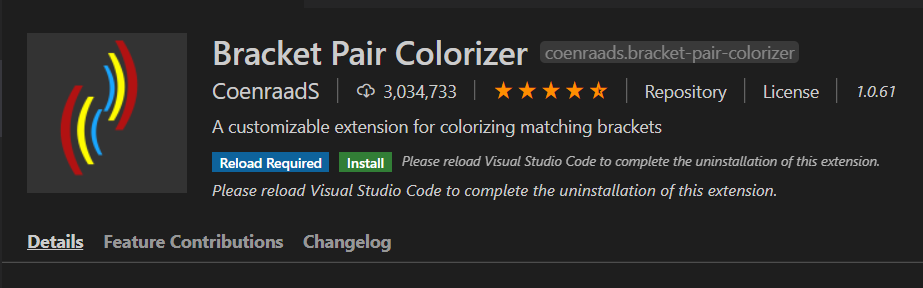 Bracket Pair Colorizer coenraads.bracket-pair-colorizer
CoenraadS 3,034,733 Repository License 1.0.61
A customizable extension for colorizing matching brackets
Reload Required Install Please reload Visual Studio Code to complete the uninstallation of this extension.
Please reload Visual Studio Code to complete the uninstallation of this extension.
Details Feature Contributions Changelog